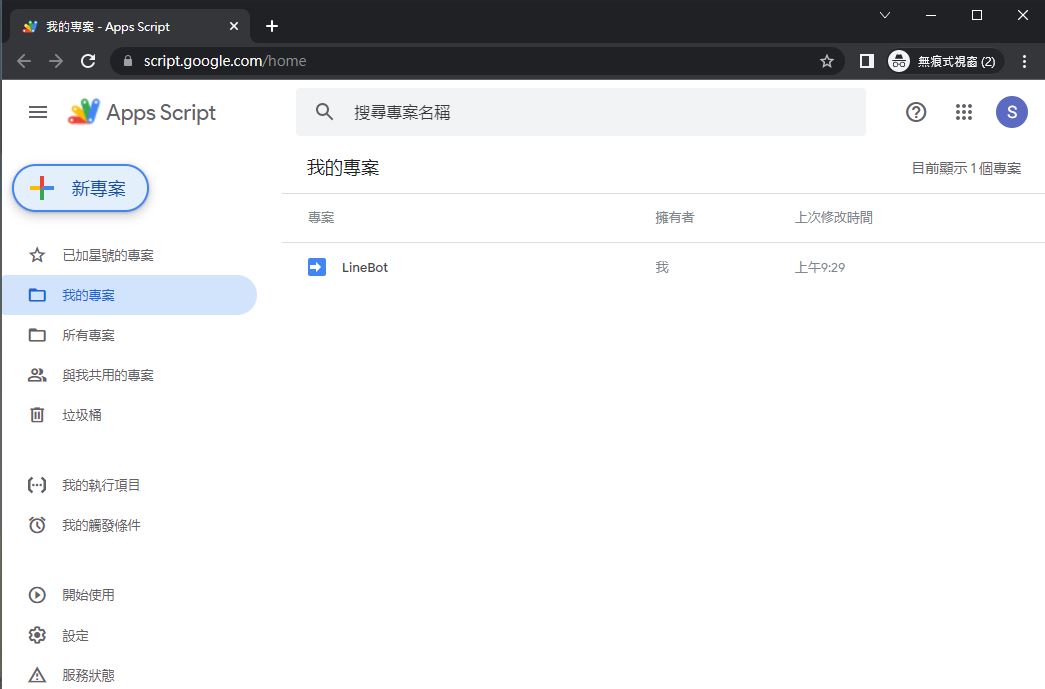 我的專案 - Apps Script
script.google.com/home
無痕式視窗 (2)
Apps Script
搜尋專案名稱
S
新專案
我的專案
目前顯示 1 個專案
專案
擁有者
上次修改時間
LineBot
我
上午9:29
已加星號的專案
我的專案
所有專案
與我共用的專案
垃圾桶
我的執行項目
我的觸發條件
開始使用
設定
服務狀態